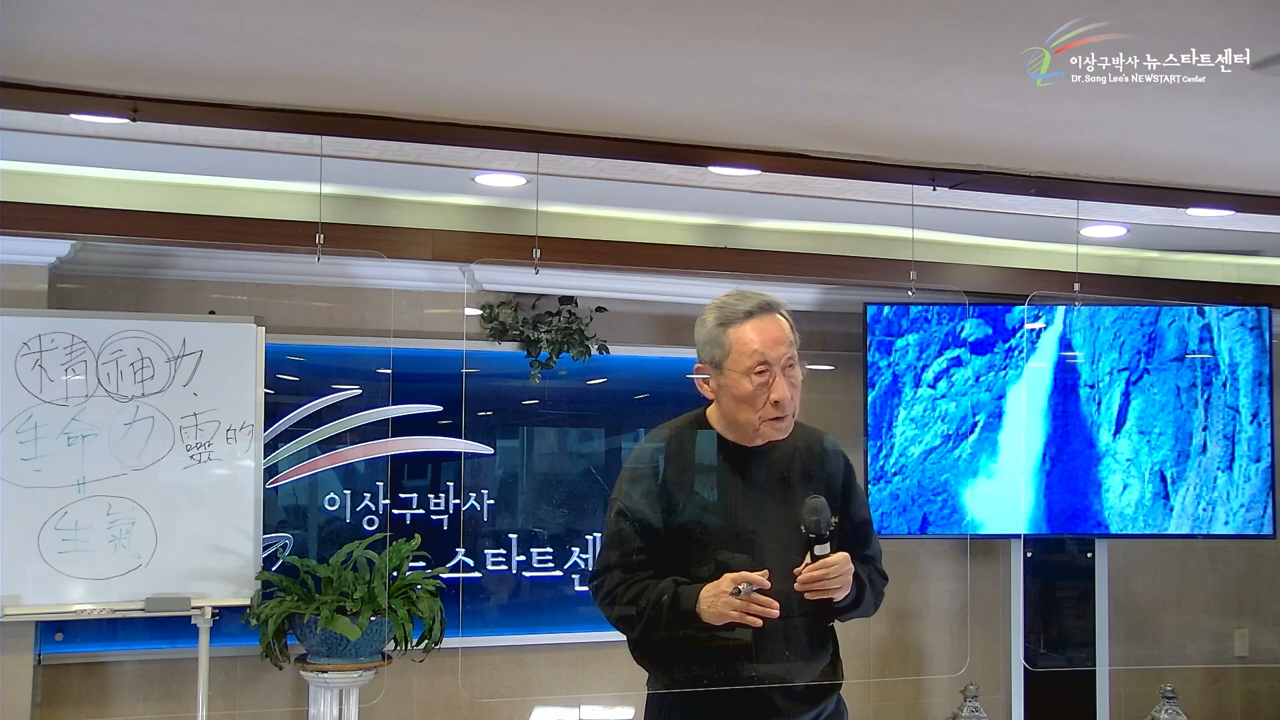 이상구박사 뉴스타트센터
Dr. Sang Lee's NEWSTART Center
精神力
生命力 靈的
生氣
이상구박사
뉴스타트센